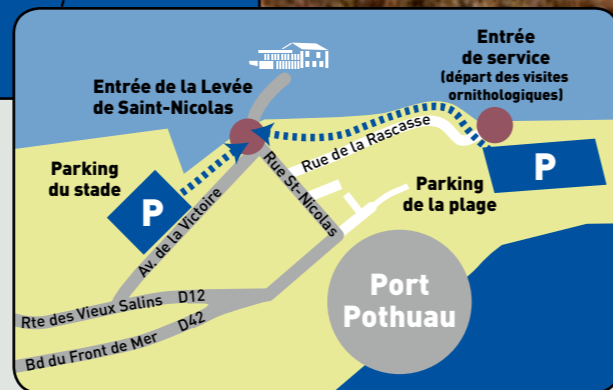 Entrée
de service
(départ des visites
ornithologiques)
Entrée de la Levée
de Saint-Nicolas
Rue de la Rascasse
Parking
du stade
P
P
Rue St-Nicolas
Parking
de la plage
Av. de la Victoire
Port
Pothuau
Rte des Vieux Salins D12
D42
Bd du Front de Mer